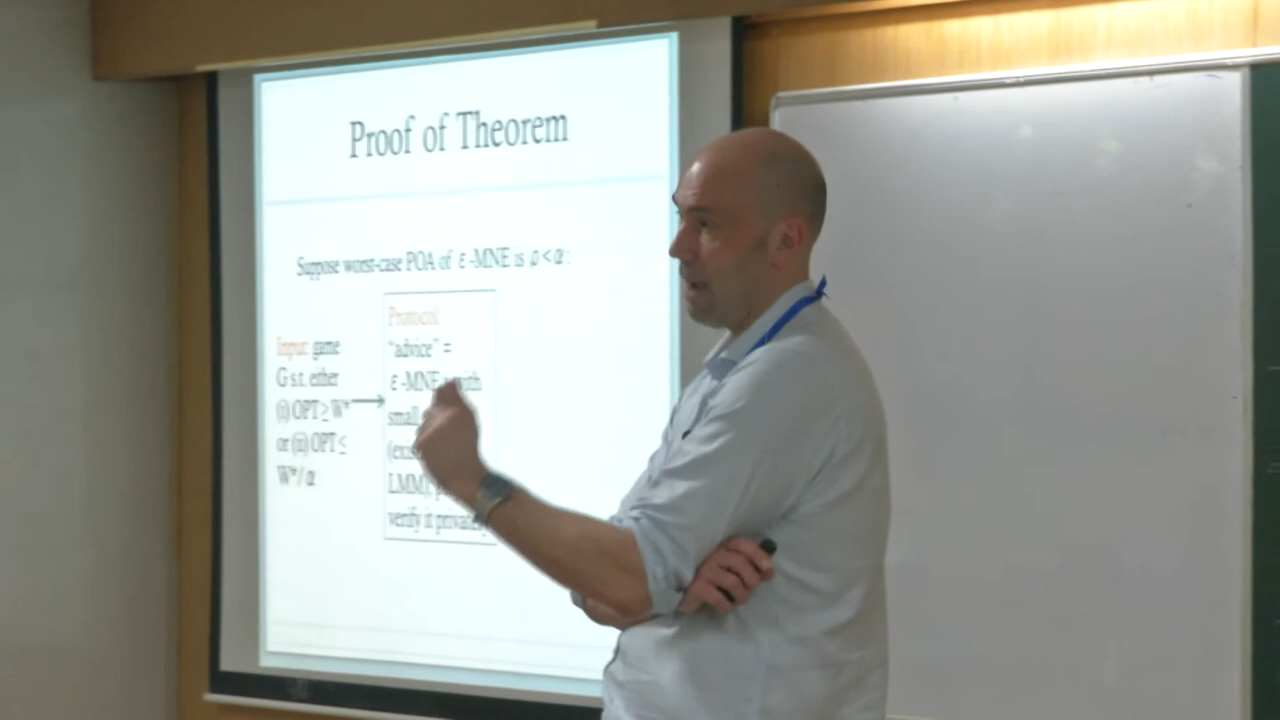 Proof of Theorem
Suppose worst-case POA of ε-MNE is ρ<α:
Input: game
G s.t. either
(i) OPT ≥ W*
or (ii) OPT ≤
W*/α
Protocol:
"advice" =
ε-MNE with
small
LMM),
verify it privately